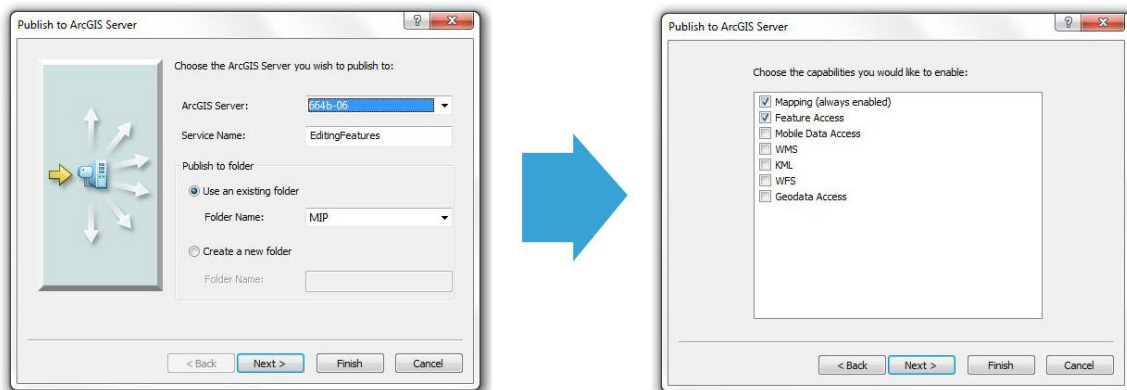 Publish to ArcGIS Server
Choose the ArcGIS Server you wish to publish to:
ArcGIS Server: 664b-06
Service Name: EditingFeatures
Publish to folder
Use an existing folder
Folder Name: MIP
Create a new folder
Folder Name:
< Back Next > Finish Cancel
Publish to ArcGIS Server
Choose the capabilities you would like to enable:
Mapping (always enabled)
Feature Access
Mobile Data Access
WMS
KML
WFS
Geodata Access
< Back Next > Finish Cancel